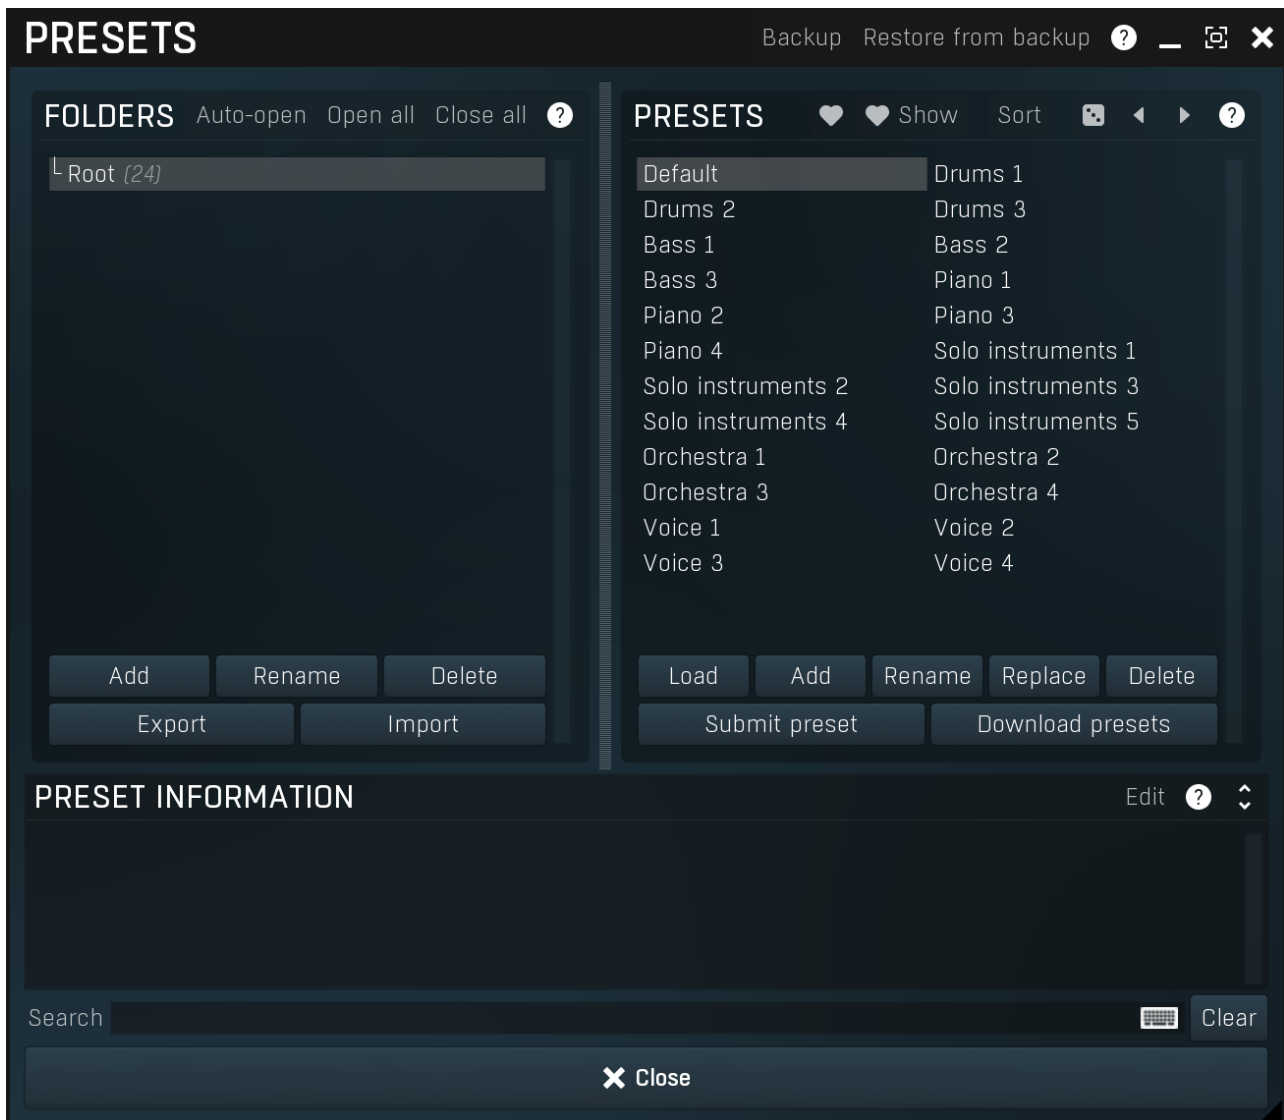 PRESETS Backup Restore from backup ?
FOLDERS Auto-open Open all Close all ?
Root (24)
Add Rename Delete
Export Import
PRESETS Show Sort ?
Default Drums 1
Drums 2 Drums 3
Bass 1 Bass 2
Bass 3 Piano 1
Piano 2 Piano 3
Piano 4 Solo instruments 1
Solo instruments 2 Solo instruments 3
Solo instruments 4 Solo instruments 5
Orchestra 1 Orchestra 2
Orchestra 3 Orchestra 4
Voice 1 Voice 2
Voice 3 Voice 4
Load Add Rename Replace Delete
Submit preset Download presets
PRESET INFORMATION Edit ?
Search Clear
Close